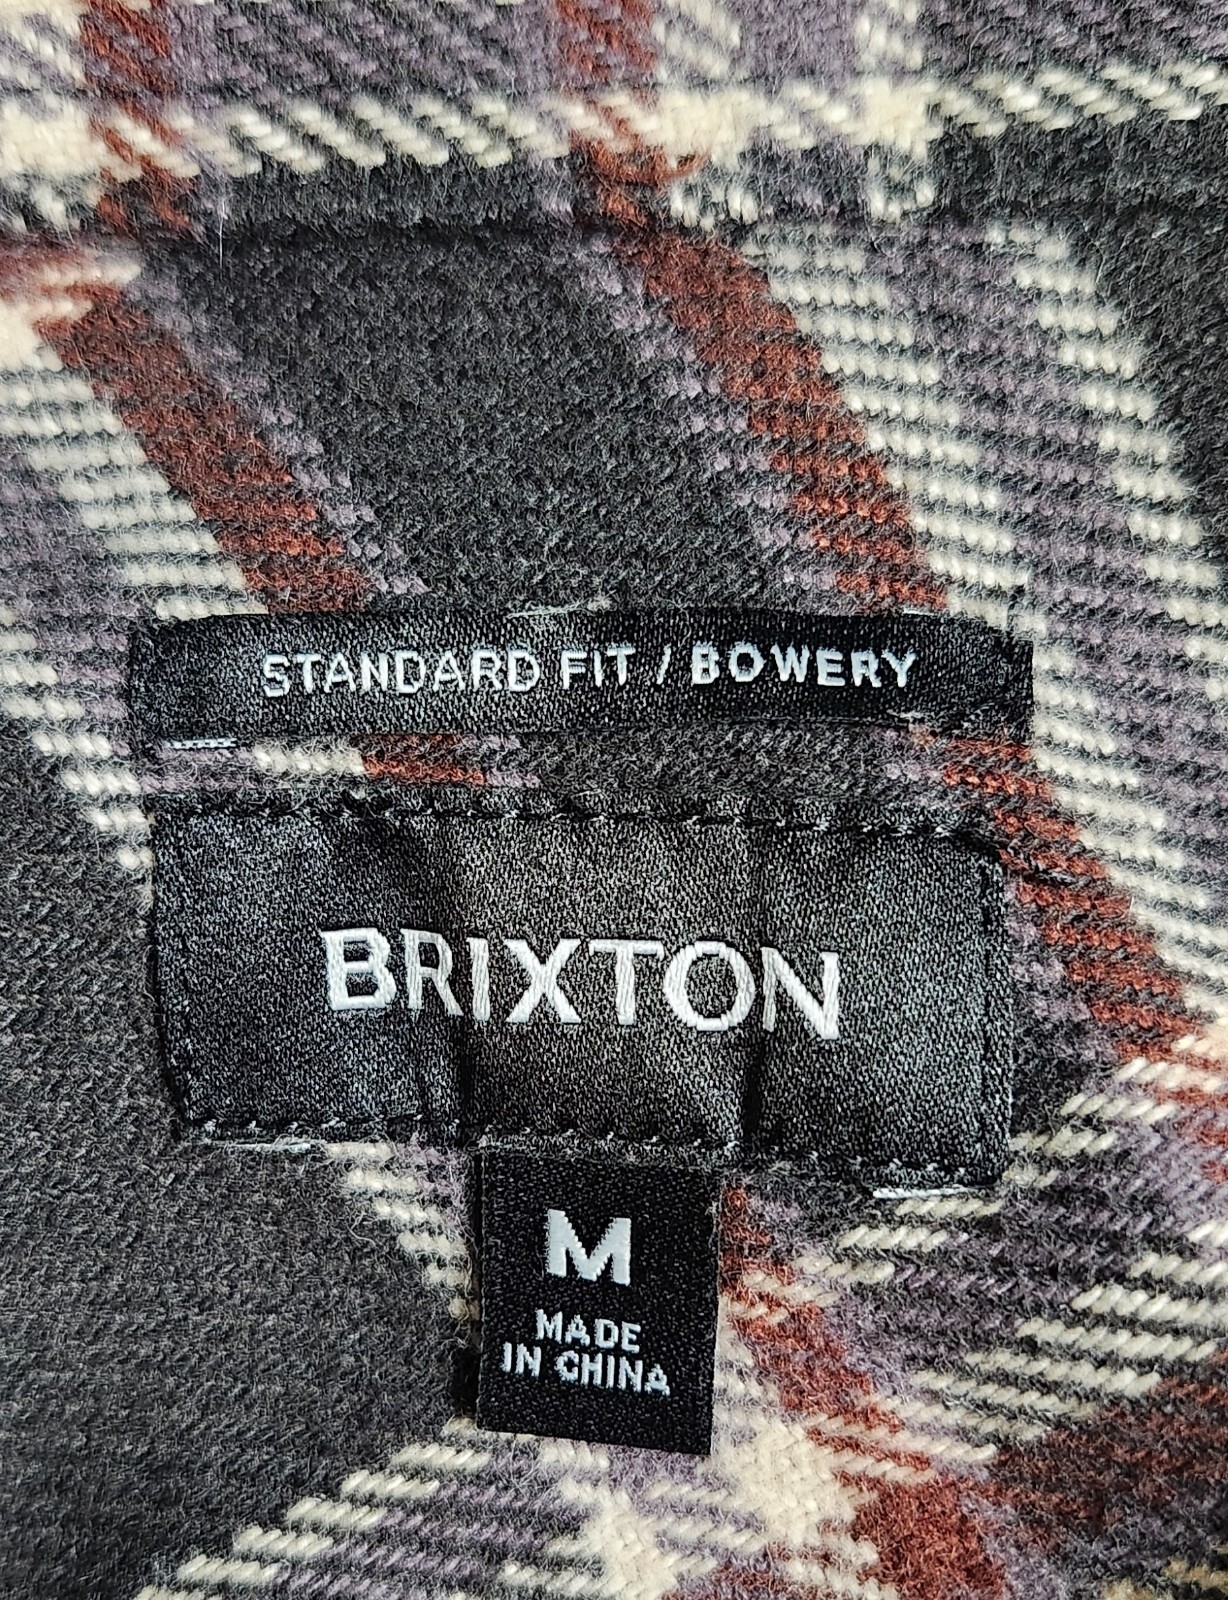 STANDARD FIT / BOWERY
BRIXTON
M
MADE
IN CHINA